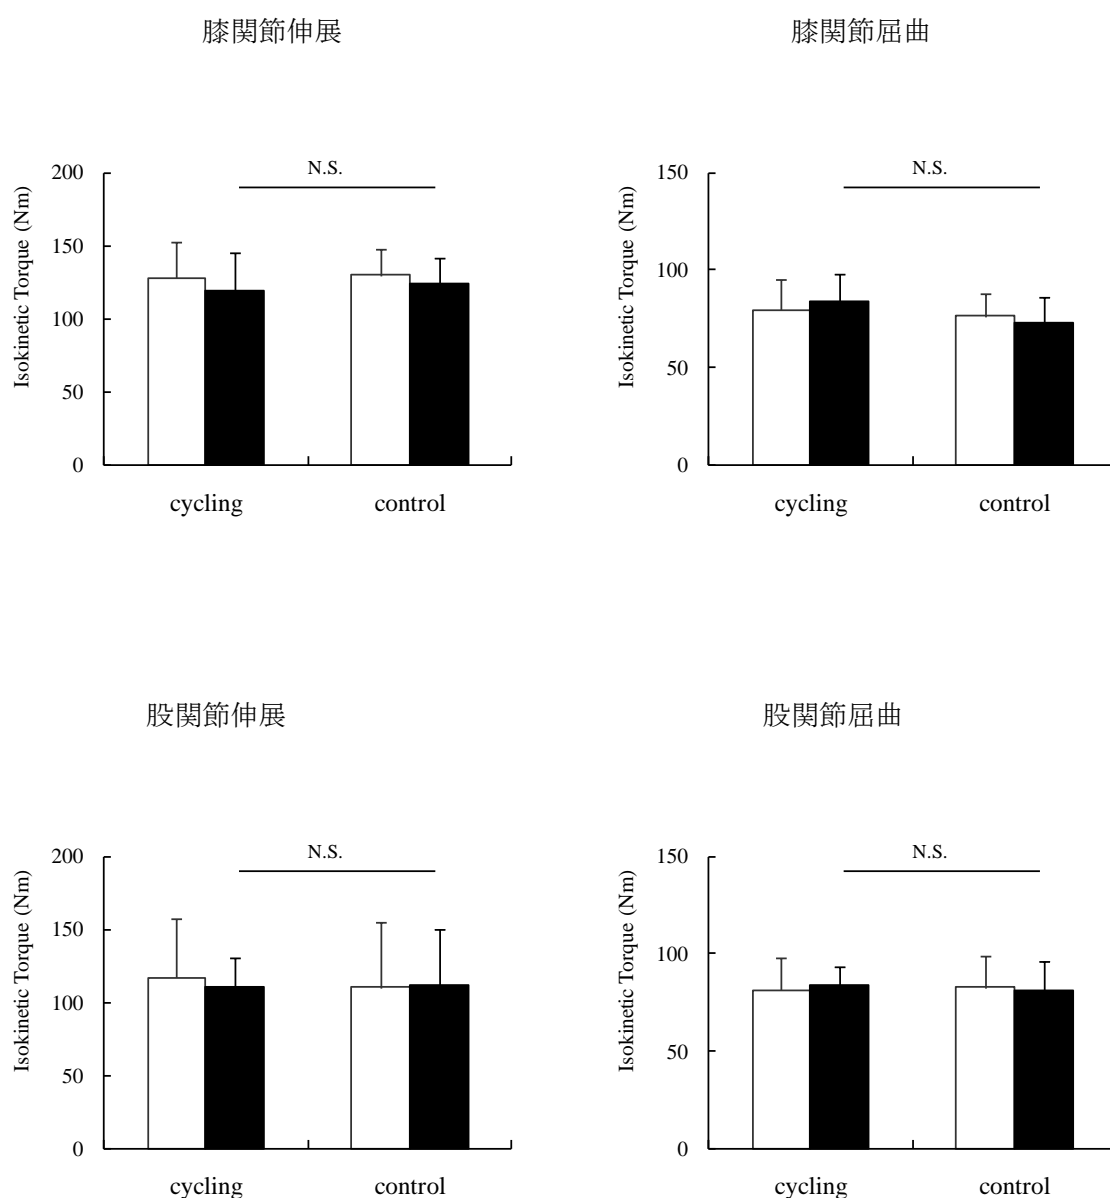 膝関節伸展
膝関節屈曲
N.S.
200
150
100
50
0
Isokinetic Torque (Nm)
cycling
control
N.S.
150
100
50
0
Isokinetic Torque (Nm)
cycling
control
股関節伸展
股関節屈曲
N.S.
200
150
100
50
0
Isokinetic Torque (Nm)
cycling
control
N.S.
150
100
50
0
Isokinetic Torque (Nm)
cycling
control